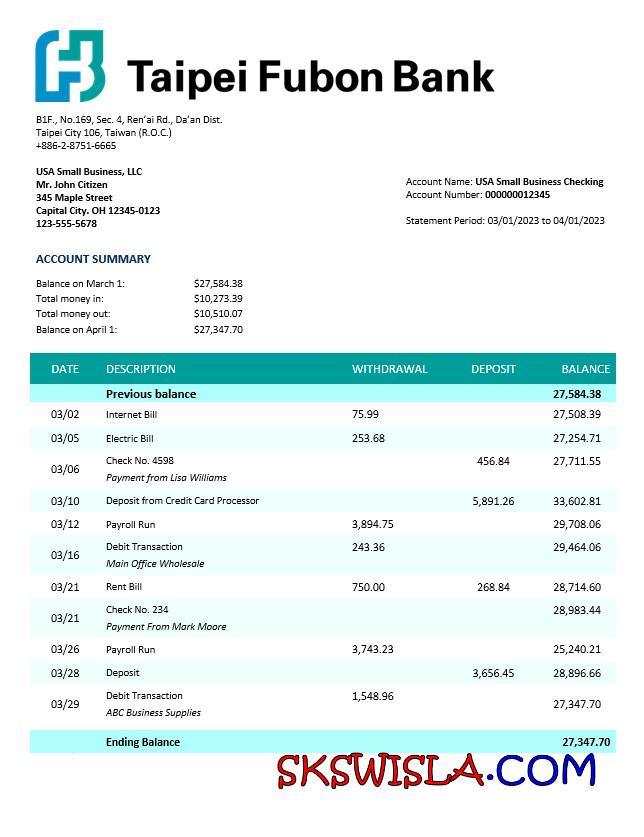 Taipei Fubon Bank
B1F., No.169, Sec. 4, Ren'ai Rd., Da'an Dist.
Taipei City 106, Taiwan (R.O.C.)
+886-2-8751-6665
USA Small Business, LLC
Mr. John Citizen
345 Maple Street
Capital City. OH 12345-0123
123-555-5678
Account Name: USA Small Business Checking
Account Number: 000000012345
Statement Period: 03/01/2023 to 04/01/2023
ACCOUNT SUMMARY
Balance on March 1: $27,584.38
Total money in: $10,273.39
Total money out: $10,510.07
Balance on April 1: $27,347.70
DATE DESCRIPTION WITHDRAWAL DEPOSIT BALANCE
Previous balance 27,584.38
03/02 Internet Bill 75.99 27,508.39
03/05 Electric Bill 253.68 27,254.71
03/06 Check No. 4598 456.84 27,711.55
Payment from Lisa Williams
03/10 Deposit from Credit Card Processor 5,891.26 33,602.81
03/12 Payroll Run 3,894.75 29,708.06
03/16 Debit Transaction 243.36 29,464.06
Main Office Wholesale
03/21 Rent Bill 750.00 268.84 28,714.60
03/21 Check No. 234 28,983.44
Payment From Mark Moore
03/26 Payroll Run 3,743.23 25,240.21
03/28 Deposit 3,656.45 28,896.66
03/29 Debit Transaction 1,548.96 27,347.70
ABC Business Supplies
Ending Balance 27,347.70
SKSWISLA.COM